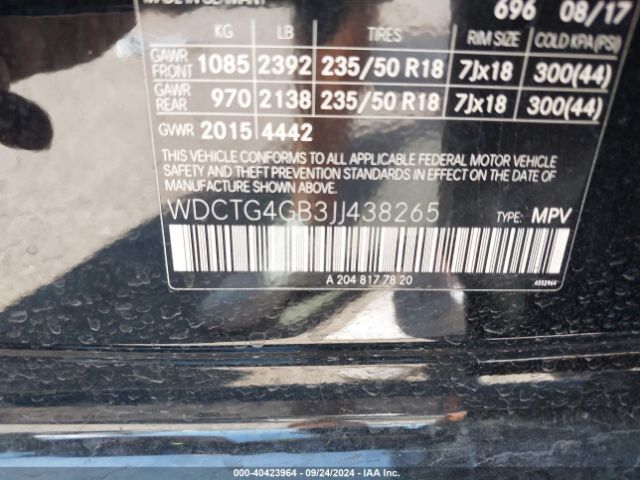 MADE IN GERMANY 696 08/17
KG LB TIRES RIM SIZE COLD KPA(PSI)
GAWR FRONT 1085 2392 235/50 R18 7Jx18 300(44)
GAWR REAR 970 2138 235/50 R18 7Jx18 300(44)
GVWR 2015 4442
THIS VEHICLE CONFORMS TO ALL APPLICABLE FEDERAL MOTOR VEHICLE
SAFETY AND THEFT PREVENTION STANDARDS IN EFFECT ON THE DATE OF
MANUFACTURE SHOWN ABOVE.
WDCTG4GB3JJ438265 TYPE: MPV
A 204 817 78 20
000-40423964 - 09/24/2024 - IAA Inc.